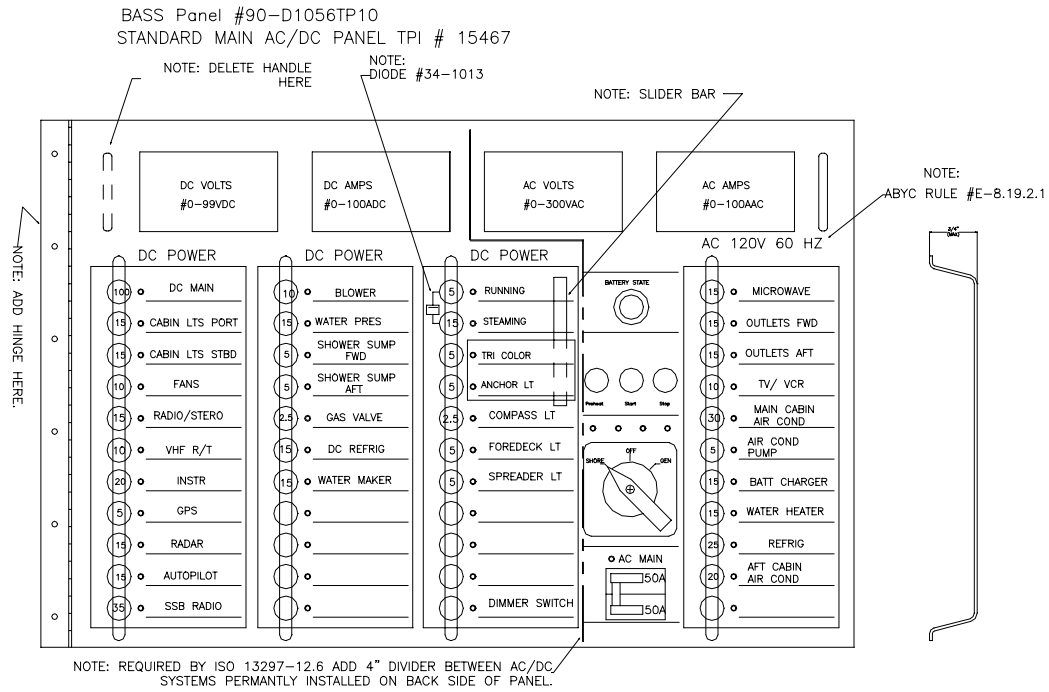 BASS Panel #90-D1056TP10
STANDARD MAIN AC/DC PANEL TPI # 15467
NOTE: DELETE HANDLE
HERE
NOTE:
DIODE #34-1013
NOTE: SLIDER BAR
NOTE:
ABYC RULE #E-8.19.2.1
DC VOLTS
#0-99VDC
DC AMPS
#0-100ADC
AC VOLTS
#0-300VAC
AC AMPS
#0-100AAC
3/4"
(MAX)
NOTE: ADD HINGE HERE.
DC POWER
100 DC MAIN
15 CABIN LTS PORT
15 CABIN LTS STBD
10 FANS
15 RADIO/STERO
10 VHF R/T
20 INSTR
5 GPS
15 RADAR
15 AUTOPILOT
35 SSB RADIO
DC POWER
10 BLOWER
15 WATER PRES
5 SHOWER SUMP
FWD
5 SHOWER SUMP
AFT
2.5 GAS VALVE
15 DC REFRIG
15 WATER MAKER
DC POWER
5 RUNNING
15 STEAMING
5 TRI COLOR
5 ANCHOR LT
2.5 COMPASS LT
5 FOREDECK LT
5 SPREADER LT
DIMMER SWITCH
BATTERY STATE
Preheat Start Stop
SHORE OFF GEN
AC MAIN
50A
50A
AC 120V 60 HZ
15 MICROWAVE
15 OUTLETS FWD
15 OUTLETS AFT
10 TV/ VCR
30 MAIN CABIN
AIR COND
5 AIR COND
PUMP
15 BATT CHARGER
15 WATER HEATER
25 REFRIG
20 AFT CABIN
AIR COND
NOTE: REQUIRED BY ISO 13297-12.6 ADD 4" DIVIDER BETWEEN AC/DC
SYSTEMS PERMANTLY INSTALLED ON BACK SIDE OF PANEL.